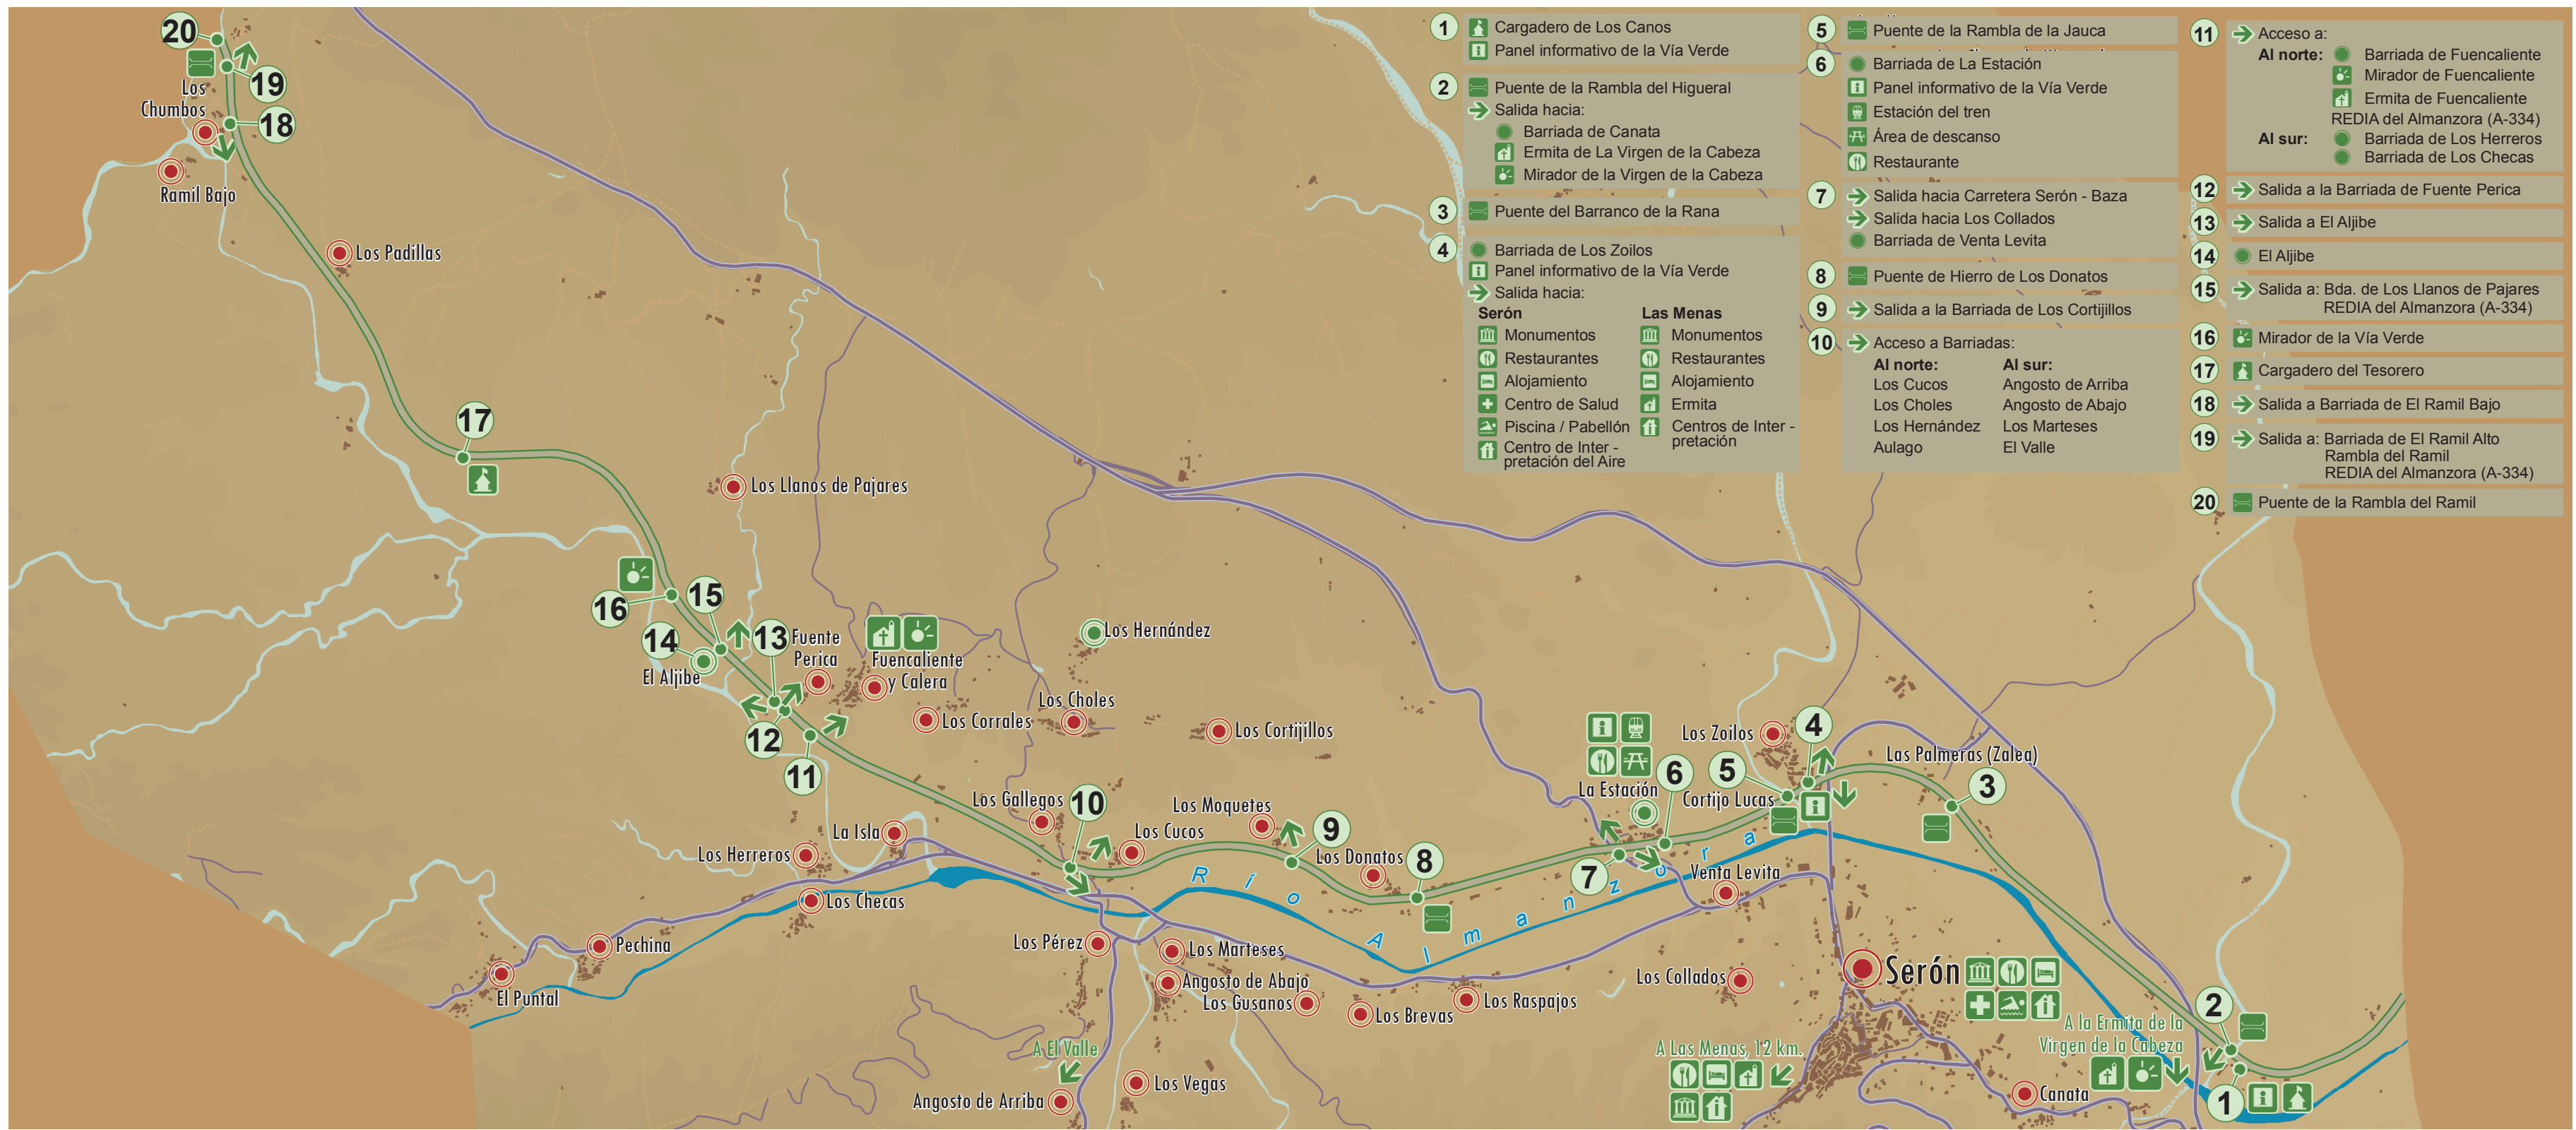 1 Cargadero de Los Canos
Panel informativo de la Vía Verde
2 Puente de la Rambla del Higueral
Salida hacia:
Barriada de Canata
Ermita de La Virgen de la Cabeza
Mirador de la Virgen de la Cabeza
3 Puente del Barranco de la Rana
4 Barriada de Los Zoilos
Panel informativo de la Vía Verde
Salida hacia:
Serón
Monumentos
Restaurantes
Alojamiento
Centro de Salud
Piscina / Pabellón
Centro de Inter -
pretación del Aire
Las Menas
Monumentos
Restaurantes
Alojamiento
Ermita
Centros de Inter -
pretación
5 Puente de la Rambla de la Jauca
6 Barriada de La Estación
Panel informativo de la Vía Verde
Estación del tren
Área de descanso
Restaurante
7 Salida hacia Carretera Serón - Baza
Salida hacia Los Collados
Barriada de Venta Levita
8 Puente de Hierro de Los Donatos
9 Salida a la Barriada de Los Cortijillos
10 Acceso a Barriadas:
Al norte:
Los Cucos
Los Choles
Los Hernández
Aulago
Al sur:
Angosto de Arriba
Angosto de Abajo
Los Marteses
El Valle
11 Acceso a:
Al norte: Barriada de Fuencaliente
Mirador de Fuencaliente
Ermita de Fuencaliente
REDIA del Almanzora (A-334)
Al sur: Barriada de Los Herreros
Barriada de Los Checas
12 Salida a la Barriada de Fuente Perica
13 Salida a El Aljibe
14 El Aljibe
15 Salida a: Bda. de Los Llanos de Pajares
REDIA del Almanzora (A-334)
16 Mirador de la Vía Verde
17 Cargadero del Tesorero
18 Salida a Barriada de El Ramil Bajo
19 Salida a: Barriada de El Ramil Alto
Rambla del Ramil
REDIA del Almanzora (A-334)
20 Puente de la Rambla del Ramil
20
19
Los
Chumbos
18
Ramil Bajo
Los Padillas
17
Los Llanos de Pajares
16
15
14
El Aljibe
13
Fuente
Perica
Fuencaliente
y Calera
12
11
Los Hernández
Los Corrales
Los Choles
Los Cortijillos
Los Gallegos
10
Los Cucos
Los Moquetes
9
Los Donatos
8
La Isla
Los Herreros
Los Checas
Pechina
El Puntal
Río Almanzora
La Estación
7
6
5
Cortijo Lucas
Los Zoilos
4
Las Palmeras (Zalea)
3
Venta Levita
Los Pérez
Los Marteses
Angosto de Abajo
Los Gusanos
Los Brevas
Los Raspajos
Los Collados
Serón
A El Valle
Angosto de Arriba
Los Vegas
A Las Menas, 12 km.
A la Ermita de la
Virgen de la Cabeza
2
1
Canata